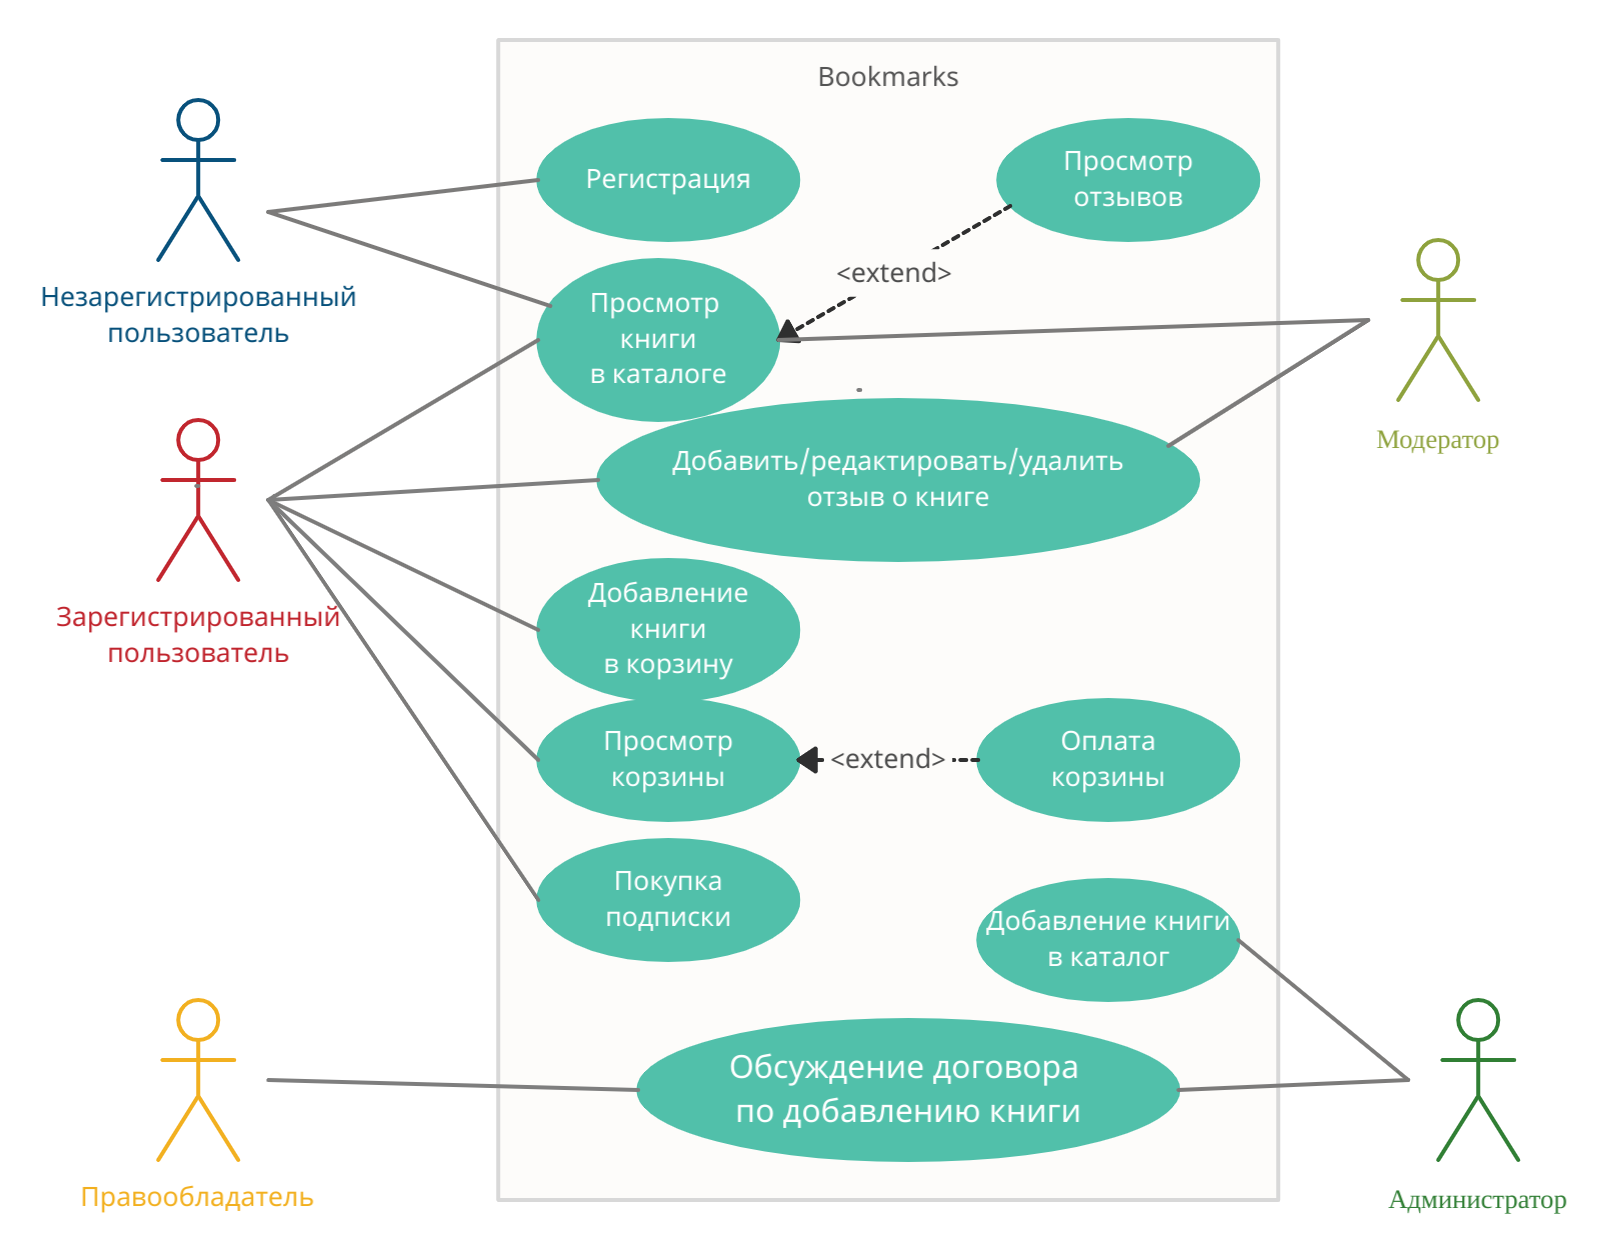 Bookmarks
Незарегистрированный
пользователь
Регистрация
Просмотр
отзывов
<extend>
Просмотр
книги
в каталоге
Модератор
Зарегистрированный
пользователь
Добавить/редактировать/удалить
отзыв о книге
Добавление
книги
в корзину
Просмотр
корзины
<extend>
Оплата
корзины
Покупка
подписки
Добавление книги
в каталог
Правообладатель
Обсуждение договора
по добавлению книги
Администратор